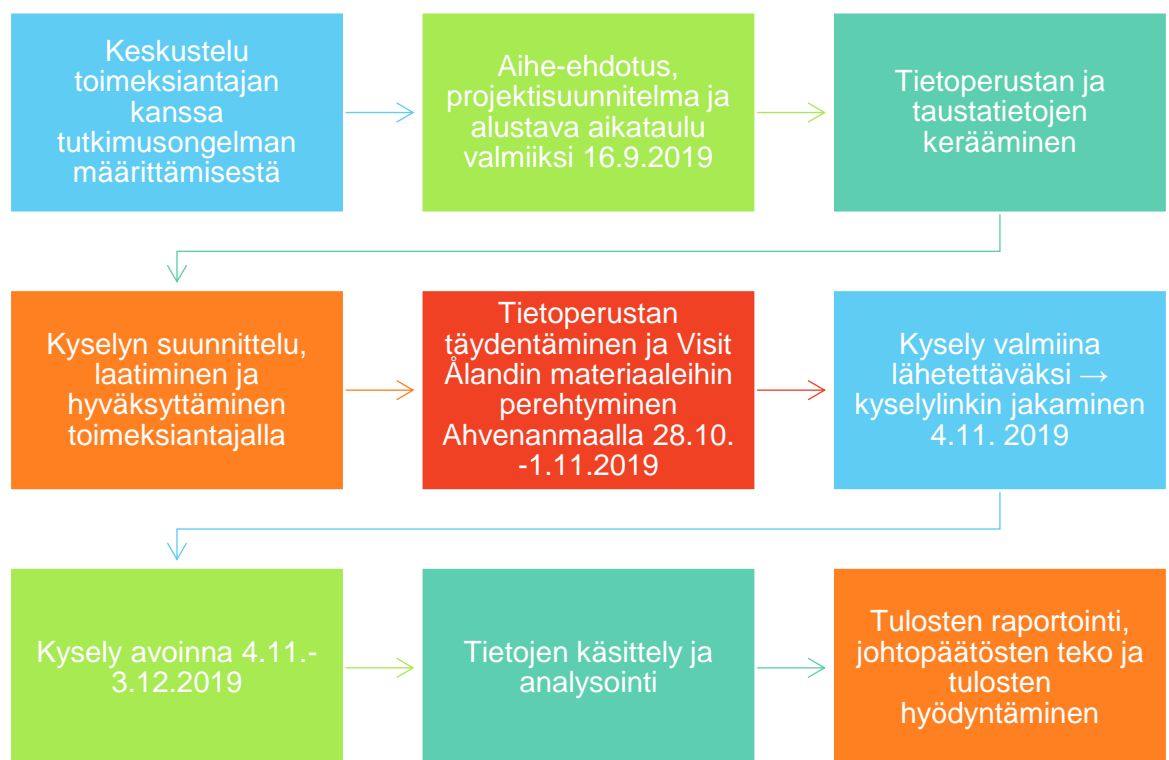 Keskustelu
toimeksiantajan
kanssa
tutkimusongelman
määrittämisestä
Aihe-ehdotus,
projektisuunnitelma ja
alustava aikataulu
valmiiksi 16.9.2019
Tietoperustan ja
taustatietojen
kerääminen
Kyselyn suunnittelu,
laatiminen ja
hyväksyttäminen
toimeksiantajalla
Tietoperustan
täydentäminen ja Visit
Ålandin materiaaleihin
perehtyminen
Ahvenanmaalla 28.10.
-1.11.2019
Kysely valmiina
lähetettäväksi →
kyselylinkin jakaminen
4.11. 2019
Kysely avoinna 4.11.-
3.12.2019
Tietojen käsittely ja
analysointi
Tulosten raportointi,
johtopäätösten teko ja
tulosten
hyödyntäminen